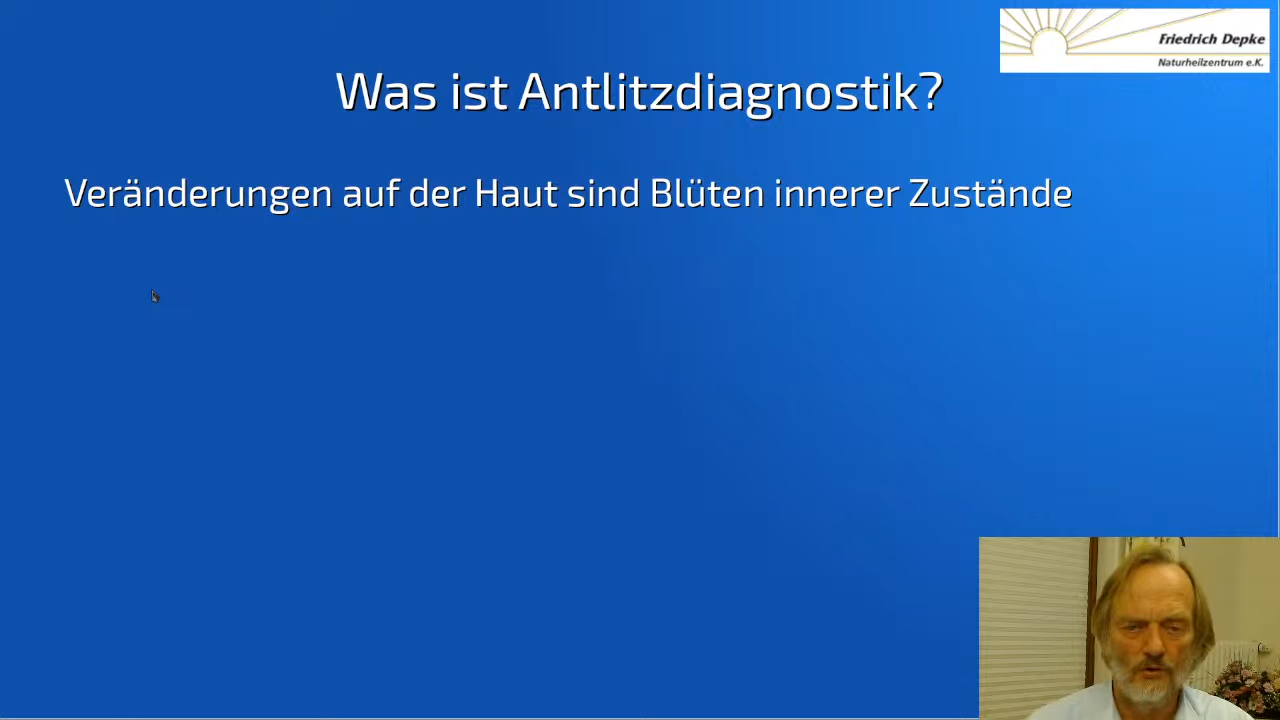 Friedrich Depke
Naturheilzentrum e.K.
Was ist Antlitzdiagnostik?
Veränderungen auf der Haut sind Blüten innerer Zustände